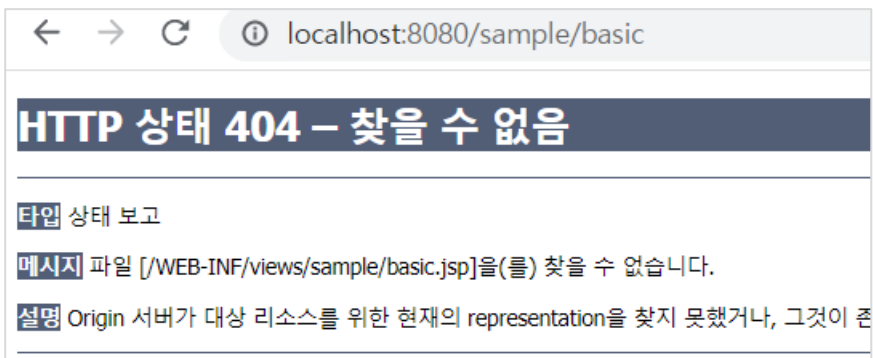 localhost:8080/sample/basic
HTTP 상태 404 – 찾을 수 없음
타입 상태 보고
메시지 파일 [/WEB-INF/views/sample/basic.jsp]을(를) 찾을 수 없습니다.
설명 Origin 서버가 대상 리소스를 위한 현재의 representation을 찾지 못했거나, 그것이